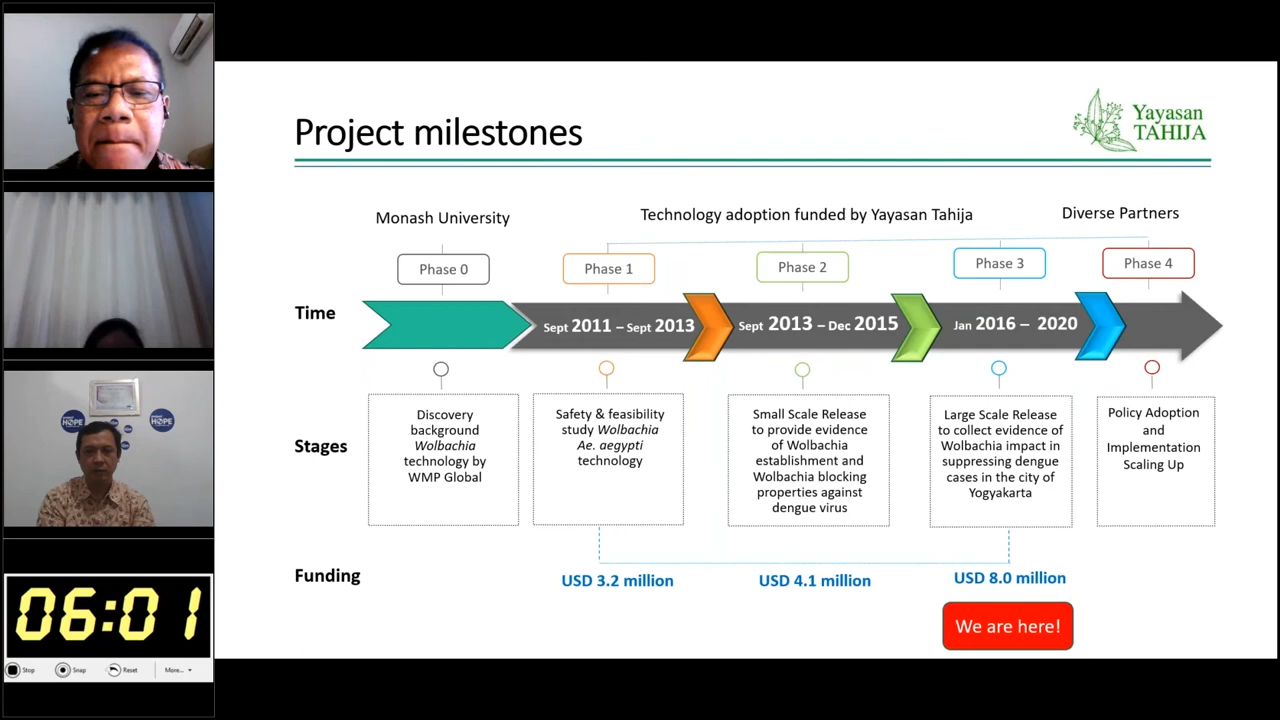 Project milestones
Yayasan
TAHIJA
Monash University
Technology adoption funded by Yayasan Tahija
Diverse Partners
Phase 0
Phase 1
Phase 2
Phase 3
Phase 4
Time
Sept 2011 – Sept 2013
Sept 2013 – Dec 2015
Jan 2016 – 2020
Stages
Discovery
background
Wolbachia
technology by
WMP Global
Safety & feasibility
study Wolbachia
Ae. aegypti
technology
Small Scale Release
to provide evidence
of Wolbachia
establishment and
Wolbachia blocking
properties against
dengue virus
Large Scale Release
to collect evidence of
Wolbachia impact in
suppressing dengue
cases in the city of
Yogyakarta
Policy Adoption
and
Implementation
Scaling Up
Funding
USD 3.2 million
USD 4.1 million
USD 8.0 million
We are here!
HOPE
HOPE
06:01
Stop
Snap
Reset
More...